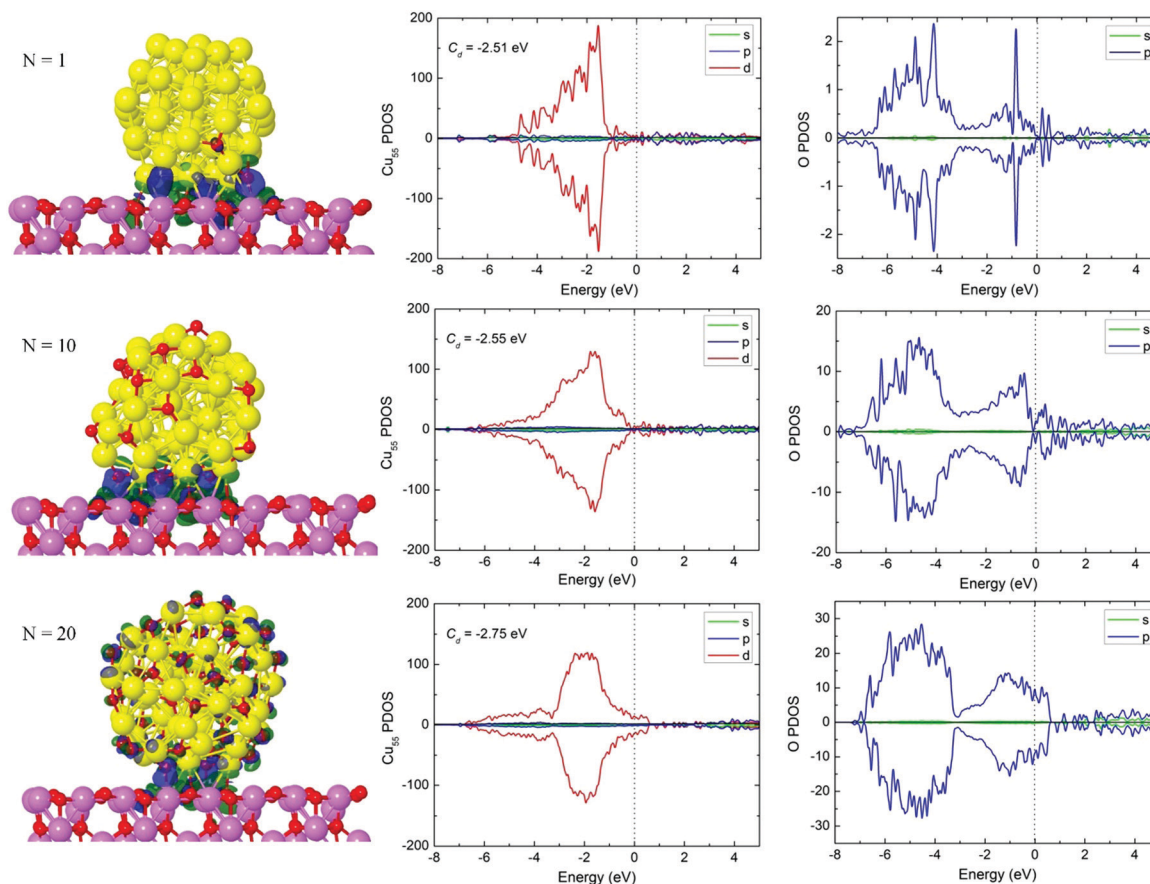 N = 1
C_d = -2.51 eV
s
p
d
Cu₅₅ PDOS
200
100
0
-100
-200
-8
-6
-4
-2
0
2
4
Energy (eV)
s
p
O PDOS
2
1
0
1
2
-8
-6
-4
-2
0
2
4
Energy (eV)
N = 10
C_d = -2.55 eV
s
p
d
Cu₅₅ PDOS
200
100
0
-100
-200
-8
-6
-4
-2
0
2
4
Energy (eV)
s
p
O PDOS
20
10
0
10
20
-8
-6
-4
-2
0
2
4
Energy (eV)
N = 20
C_d = -2.75 eV
s
p
d
Cu₅₅ PDOS
200
100
0
-100
-200
-8
-6
-4
-2
0
2
4
Energy (eV)
s
p
O PDOS
30
20
10
0
-10
-20
-30
-8
-6
-4
-2
0
2
4
Energy (eV)